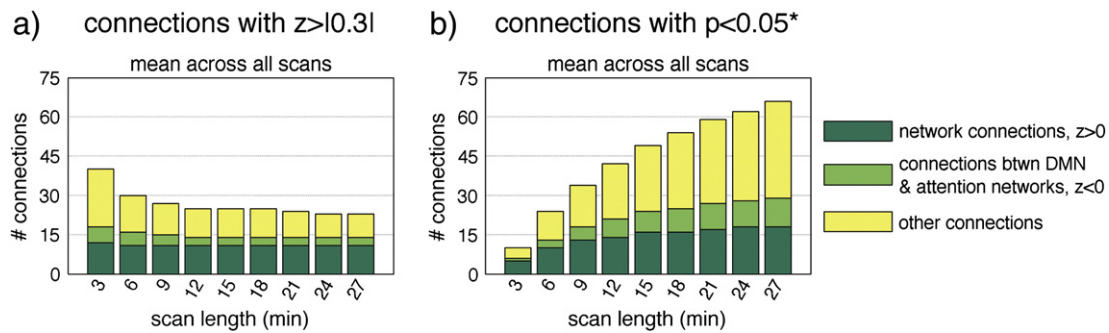 a) connections with z>|0.3|
mean across all scans
75
60
45
30
15
0
# connections
3 6 9 12 15 18 21 24 27
scan length (min)
b) connections with p<0.05*
mean across all scans
75
60
45
30
15
0
# connections
3 6 9 12 15 18 21 24 27
scan length (min)
network connections, z>0
connections btwn DMN
& attention networks, z<0
other connections